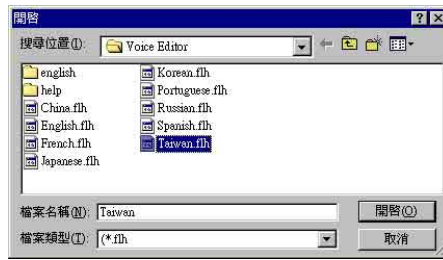 開啓
搜尋位置(I): Voice Editor
english
help
China.flh
English.flh
French.flh
Japanese.flh
Korean.flh
Portuguese.flh
Russian.flh
Spanish.flh
Taiwan.flh
檔案名稱(N): Taiwan 開啓(O)
檔案類型(T): (*.flh 取消